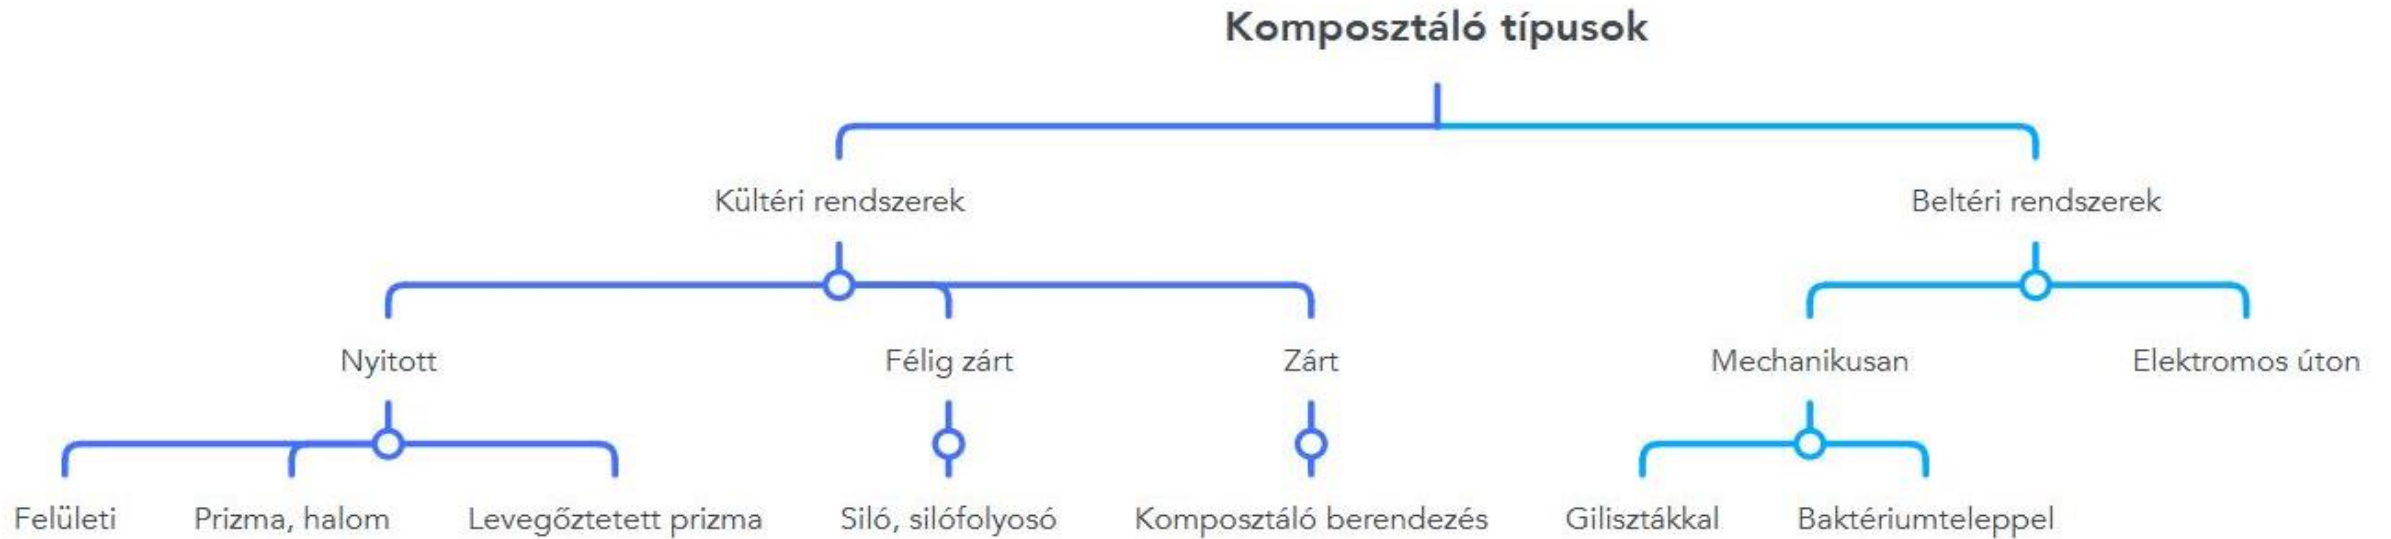 Komposztáló típusok
Kültéri rendszerek
Beltéri rendszerek
Nyitott
Félig zárt
Zárt
Mechanikusan
Elektromos úton
Felületi
Prizma, halom
Levegőztetett prizma
Siló, silófolyosó
Komposztáló berendezés
Gilisztákkal
Baktériumteleppel